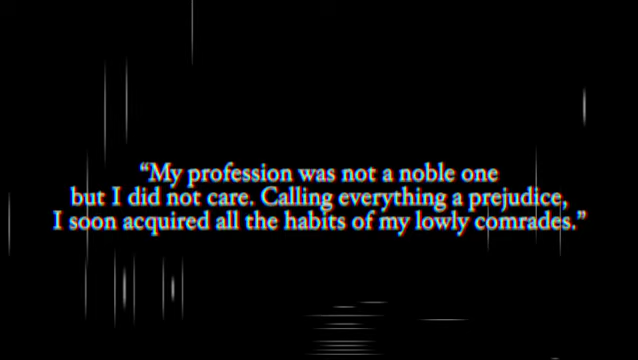 “My profession was not a noble one
but I did not care. Calling everything a prejudice,
I soon acquired all the habits of my lowly comrades.”